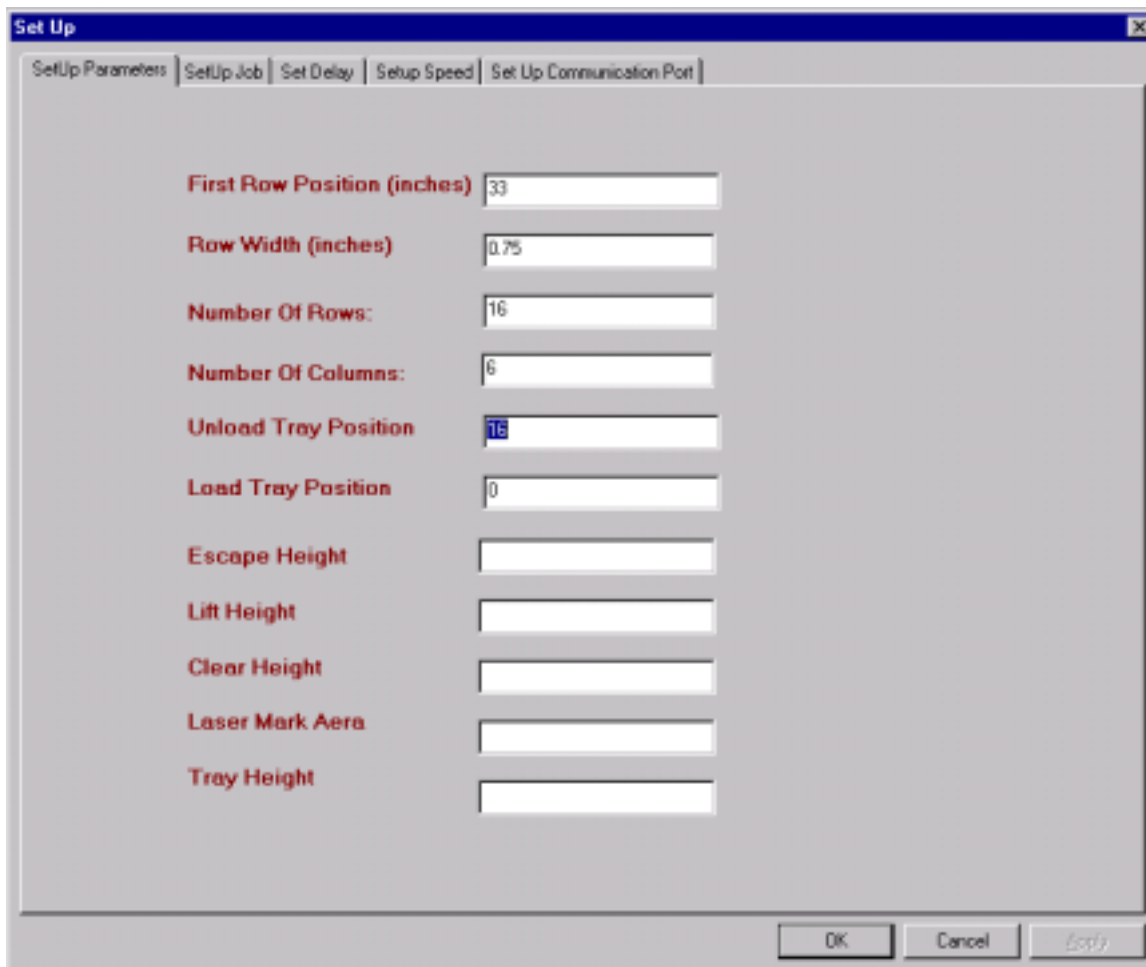 Set Up
SetUp Parameters SetUp Job Set Delay Setup Speed Set Up Communication Port
First Row Position (inches) 33
Row Width (inches) 0.75
Number Of Rows: 16
Number Of Columns: 6
Unload Tray Position 16
Load Tray Position 0
Escape Height
Lift Height
Clear Height
Laser Mark Aera
Tray Height
OK Cancel Apply